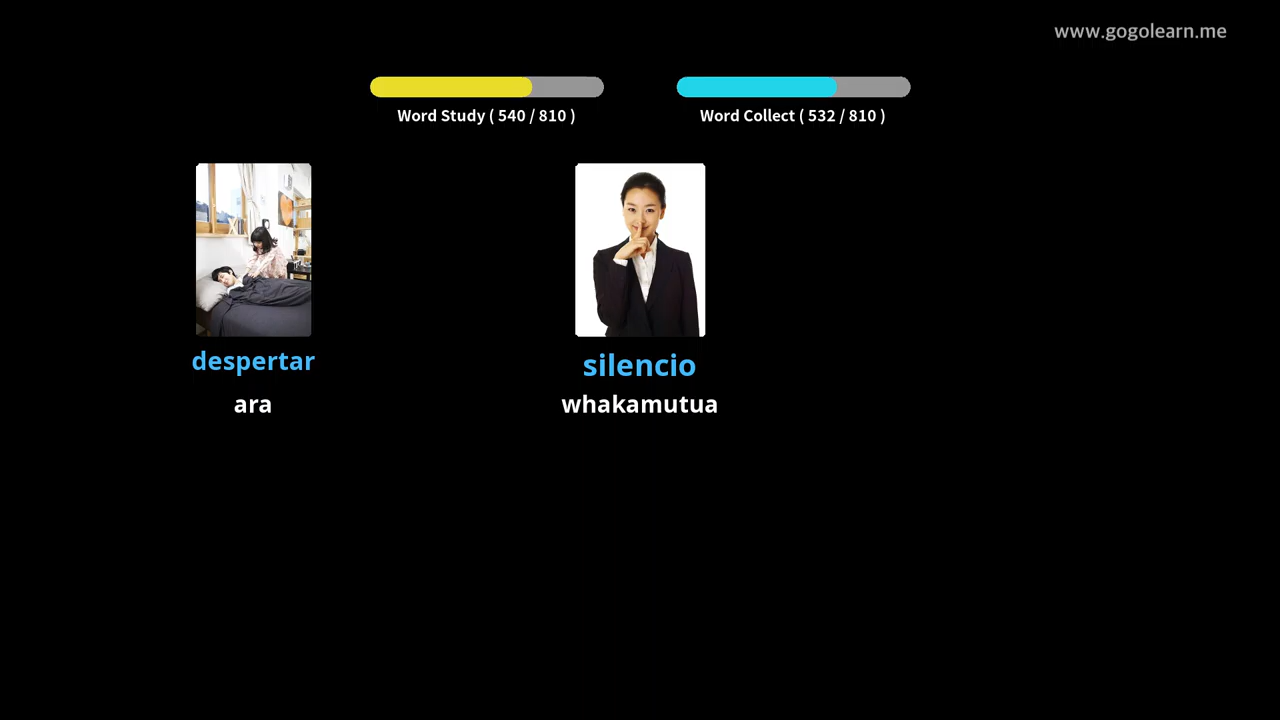 www.gogolearn.me
Word Study ( 540 / 810 )
Word Collect ( 532 / 810 )
despertar
ara
silencio
whakamutua